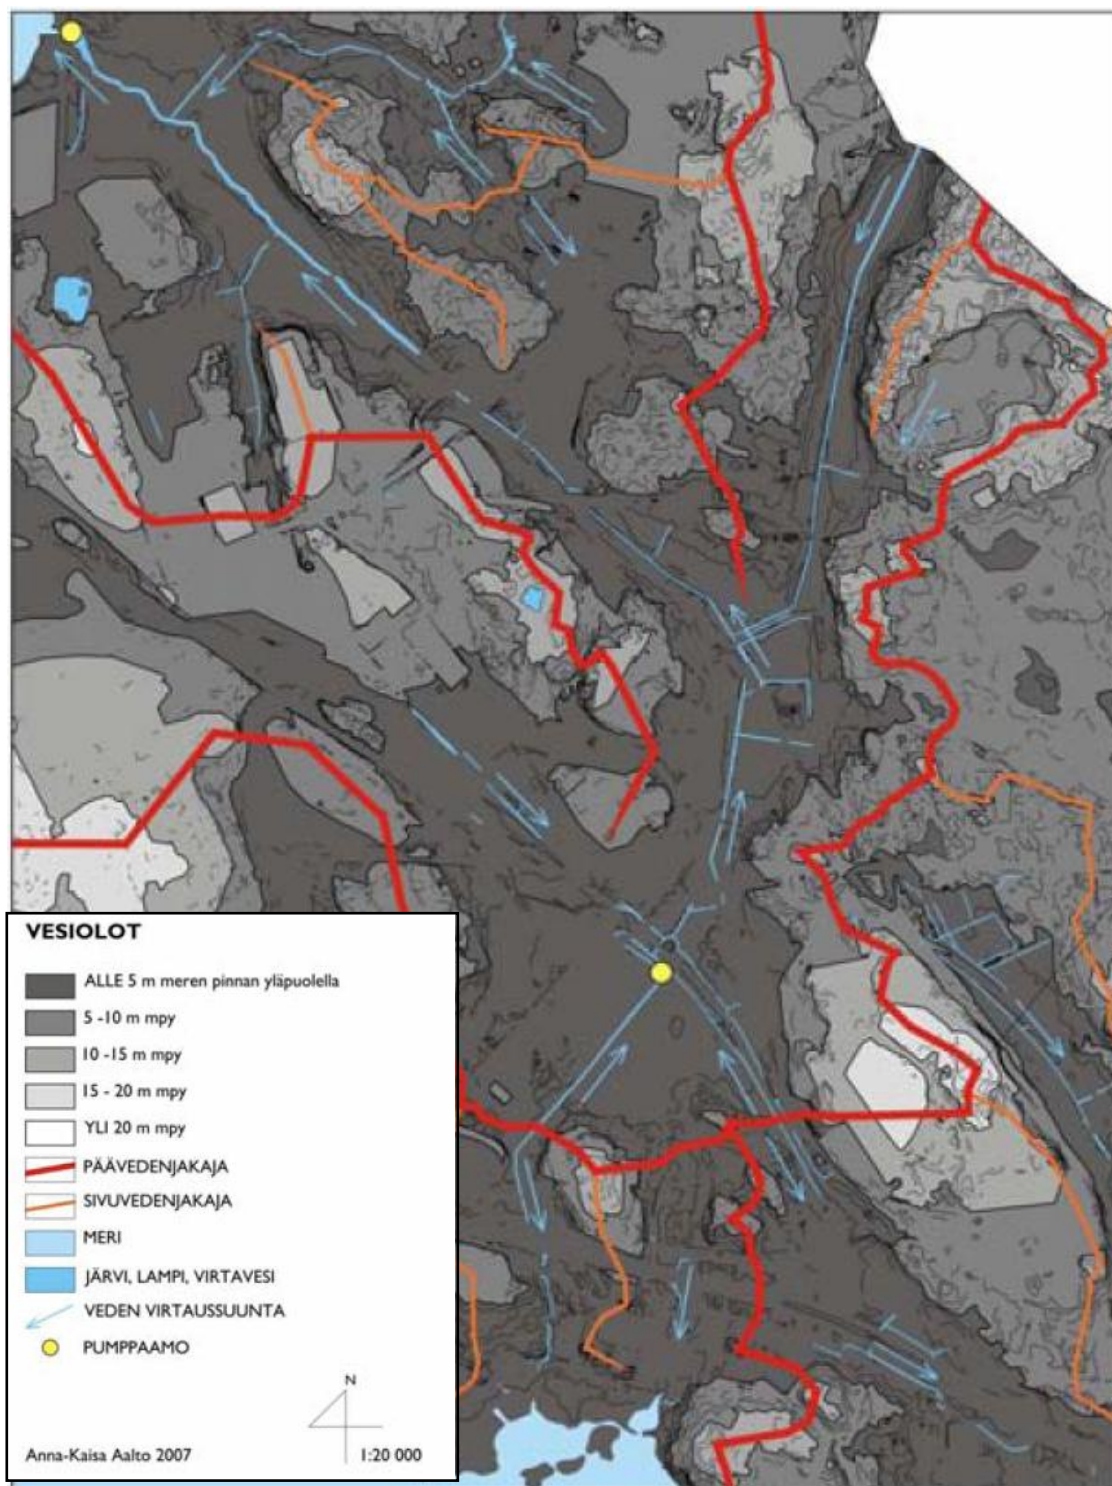 VESIOLOT
ALLE 5 m meren pinnan yläpuolella
5 -10 m mpy
10 -15 m mpy
15 - 20 m mpy
YLI 20 m mpy
PÄÄVEDENJAKAJA
SIVUVEDENJAKAJA
MERI
JÄRVI, LAMPI, VIRTAVESI
VEDEN VIRTAUSSUUNTA
PUMPPAAMO
N
Anna-Kaisa Aalto 2007
1:20 000